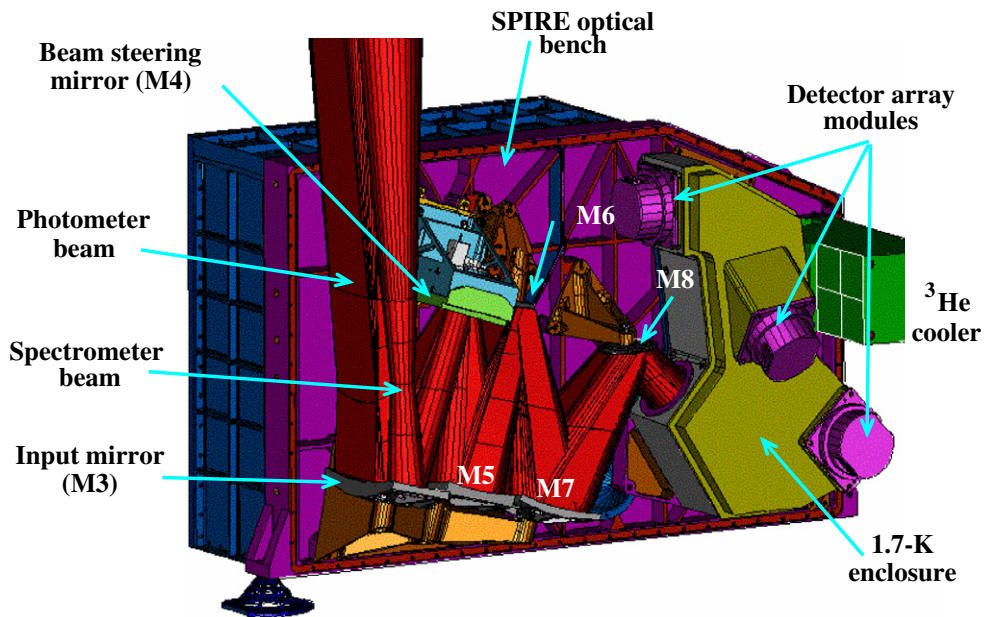 SPIRE optical
bench
Beam steering
mirror (M4)
Detector array
modules
M6
Photometer
beam
M8
³He
cooler
Spectrometer
beam
Input mirror
(M3)
M5
M7
1.7-K
enclosure